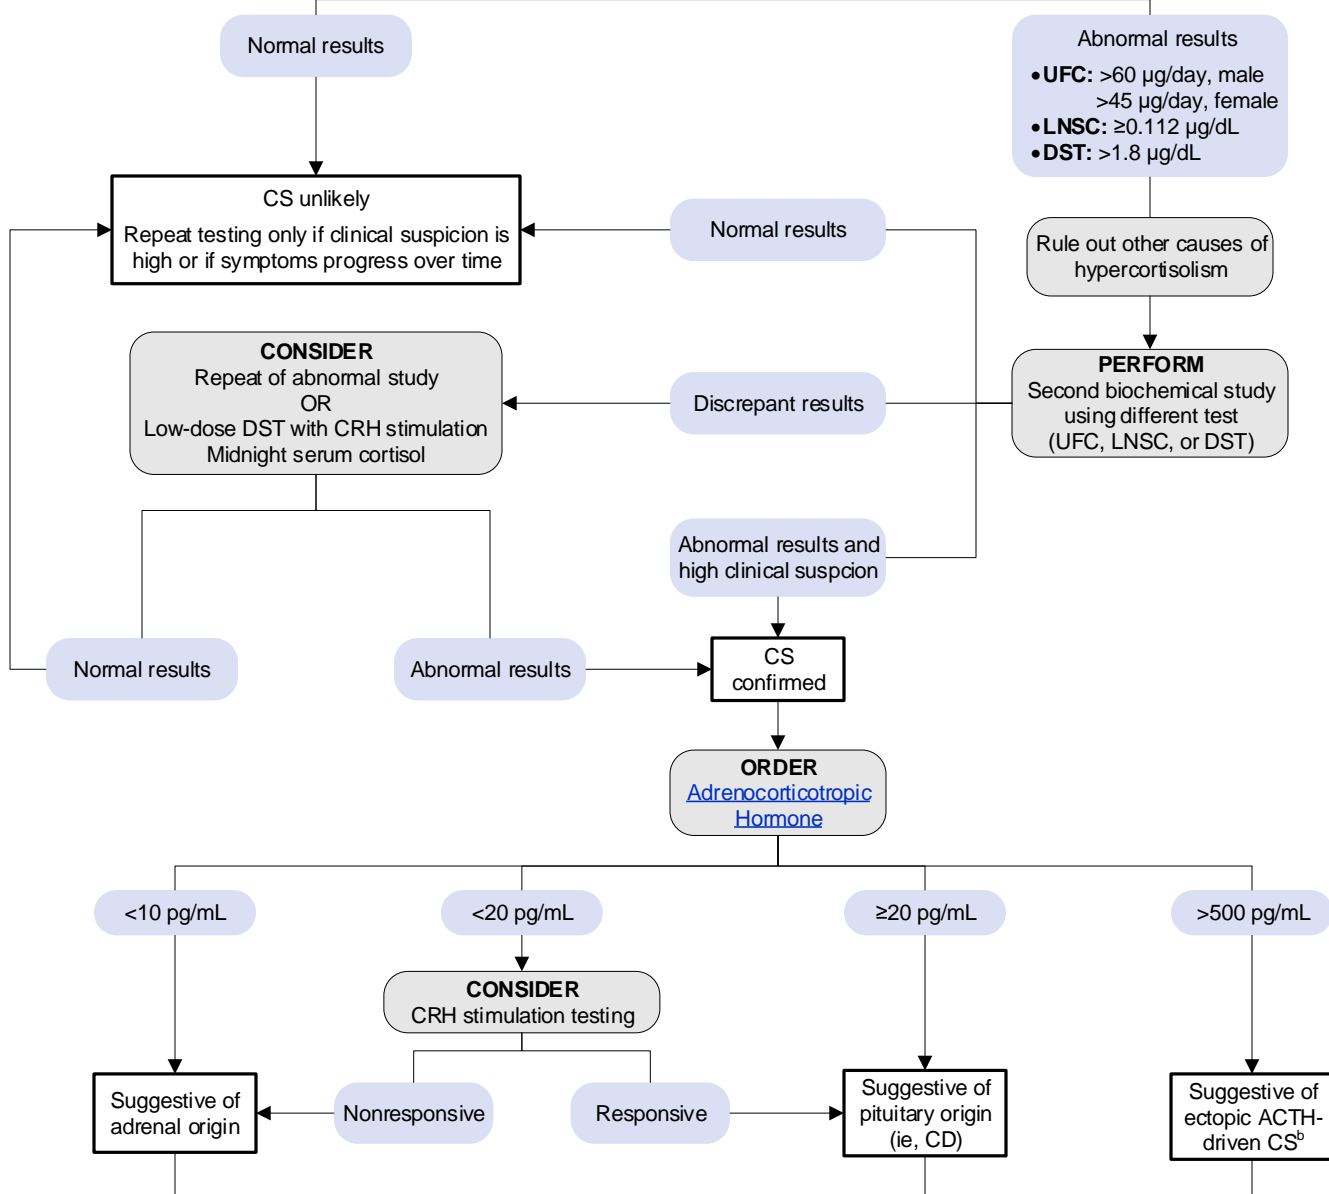 Normal results
Abnormal results
•UFC: >60 µg/day, male
>45 µg/day, female
•LNSC: ≥0.112 µg/dL
•DST: >1.8 µg/dL
CS unlikely
Repeat testing only if clinical suspicion is
high or if symptoms progress over time
Normal results
Rule out other causes of
hypercortisolism
CONSIDER
Repeat of abnormal study
OR
Low-dose DST with CRH stimulation
Midnight serum cortisol
Discrepant results
PERFORM
Second biochemical study
using different test
(UFC, LNSC, or DST)
Abnormal results and
high clinical suspcion
Normal results
Abnormal results
CS
confirmed
ORDER
Adrenocorticotropic
Hormone
<10 pg/mL
<20 pg/mL
≥20 pg/mL
>500 pg/mL
CONSIDER
CRH stimulation testing
Suggestive of
adrenal origin
Nonresponsive
Responsive
Suggestive of
pituitary origin
(ie, CD)
Suggestive of
ectopic ACTH-
driven CSb